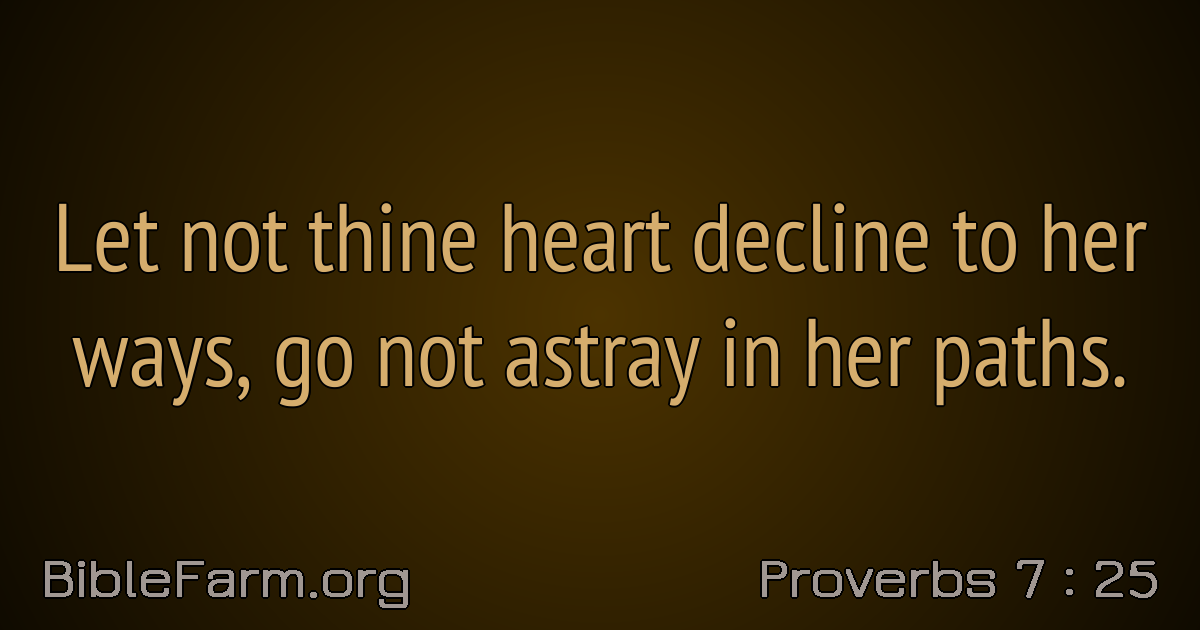 Let not thine heart decline to her
ways, go not astray in her paths.
BibleFarm.org
Proverbs 7 : 25